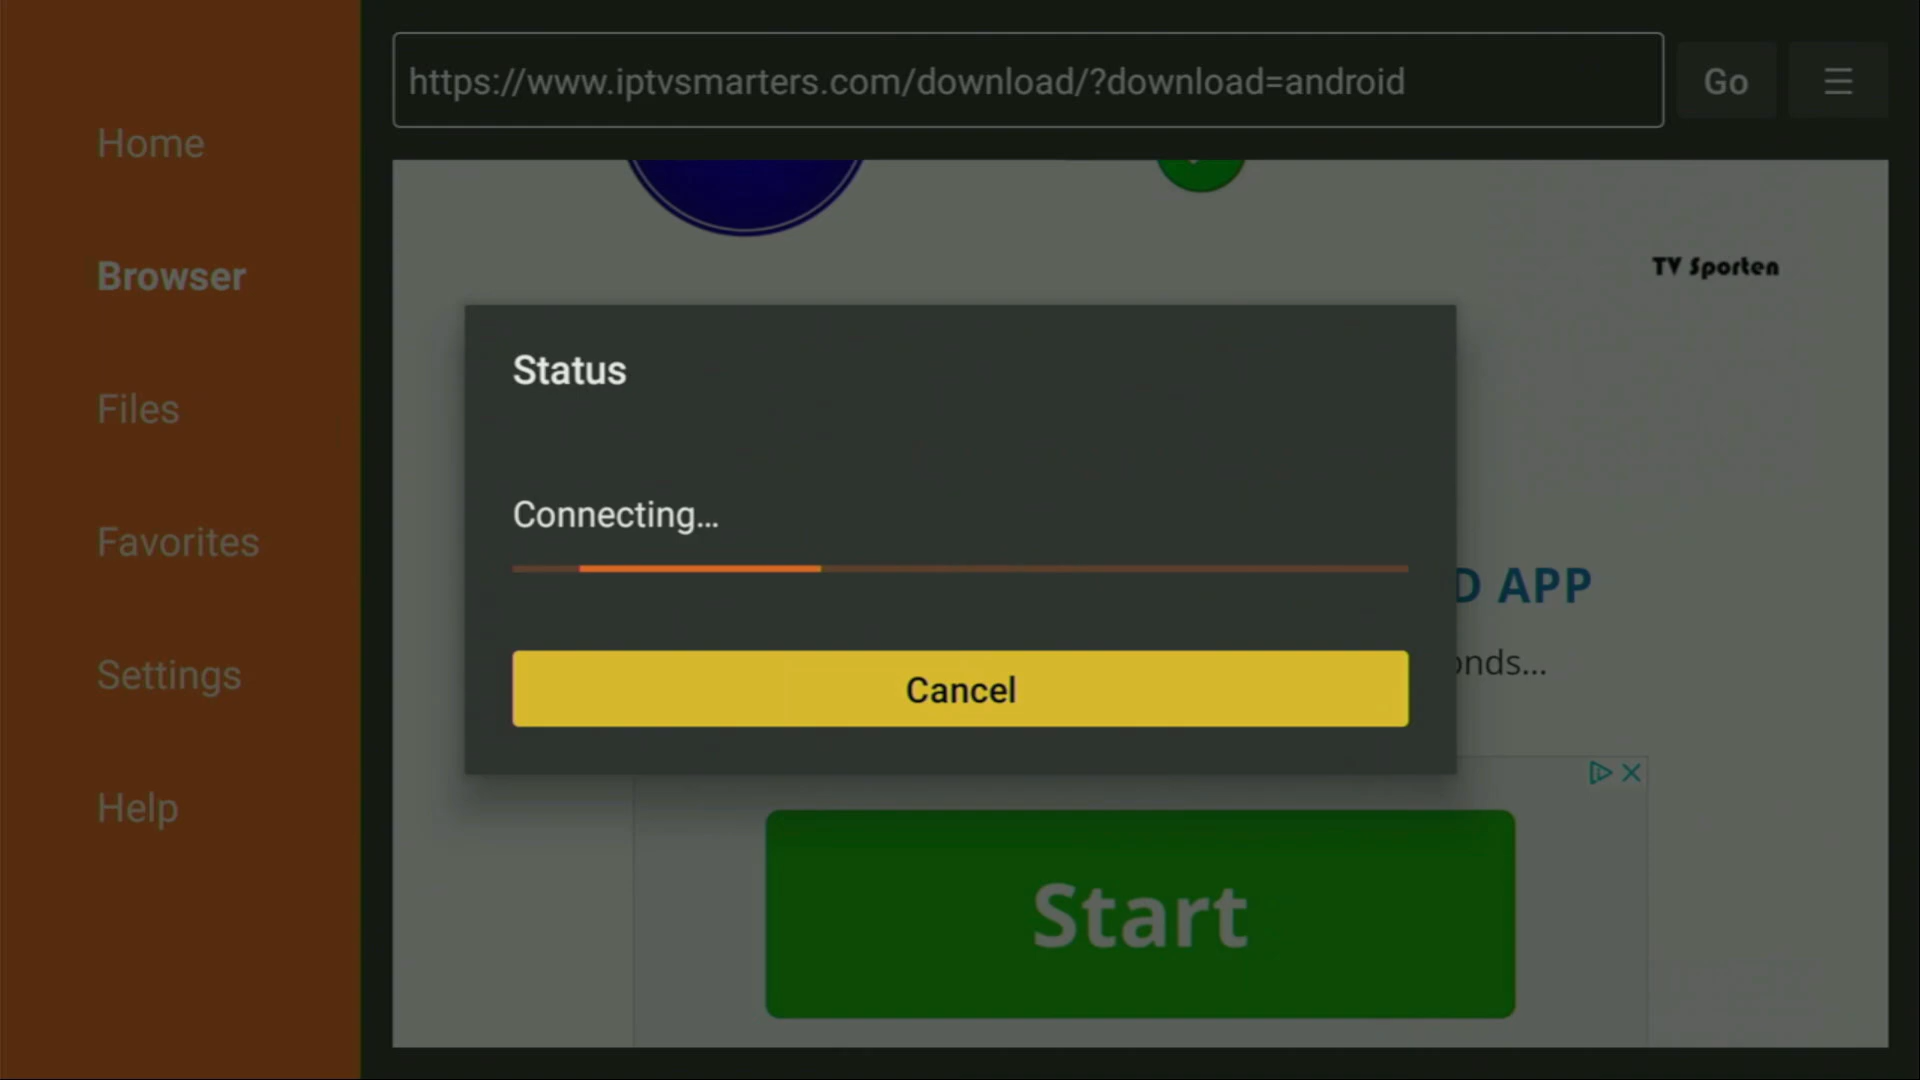 https://www.iptvsmarters.com/download/?download=android
Go
Home
Browser
Files
Favorites
Settings
Help
TV Sporten
Status
Connecting...
Cancel
D APP
onds...
Start